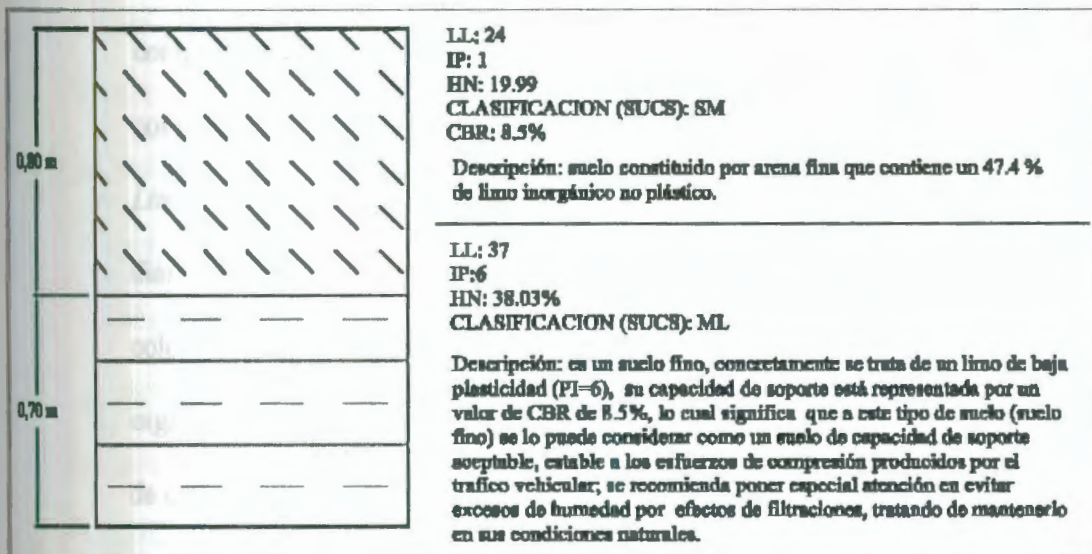 LL: 24
IP: 1
HN: 19.99
CLASIFICACION (SUCS): SM
CBR: 8.5%
0,80 m
Descripción: suelo constituido por arena fina que contiene un 47.4 %
de limo inorgánico no plástico.
LL: 37
IP:6
HN: 38.03%
CLASIFICACION (SUCS): ML
0,70 m
Descripción: es un suelo fino, concretamente se trata de un limo de baja
plasticidad (PI=6), su capacidad de soporte está representada por un
valor de CBR de 8.5%, lo cual significa que a este tipo de suelo (suelo
fino) se lo puede considerar como un suelo de capacidad de soporte
aceptable, estable a los esfuerzos de compresión producidos por el
trafico vehicular; se recomienda poner especial atención en evitar
excesos de humedad por efectos de filtraciones, tratando de mantenerlo
en sus condiciones naturales.